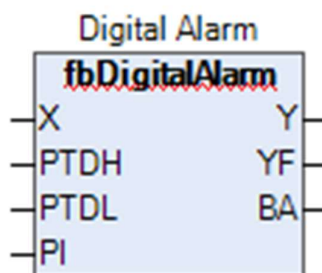 Digital Alarm
fbDigitalAlarm
X Y
PTDH YF
PTDL BA
PI